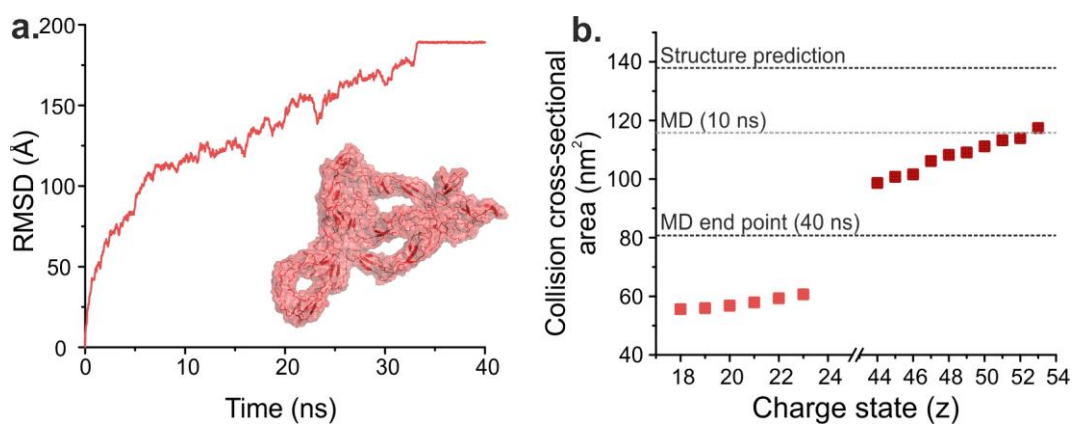 a.
200
150
100
50
0
RMSD (Å)
0 10 20 30 40
Time (ns)
b.
140
120
100
80
60
40
Collision cross-sectional
area (nm²)
Structure prediction
MD (10 ns)
MD end point (40 ns)
18 20 22 24 44 46 48 50 52 54
Charge state (z)